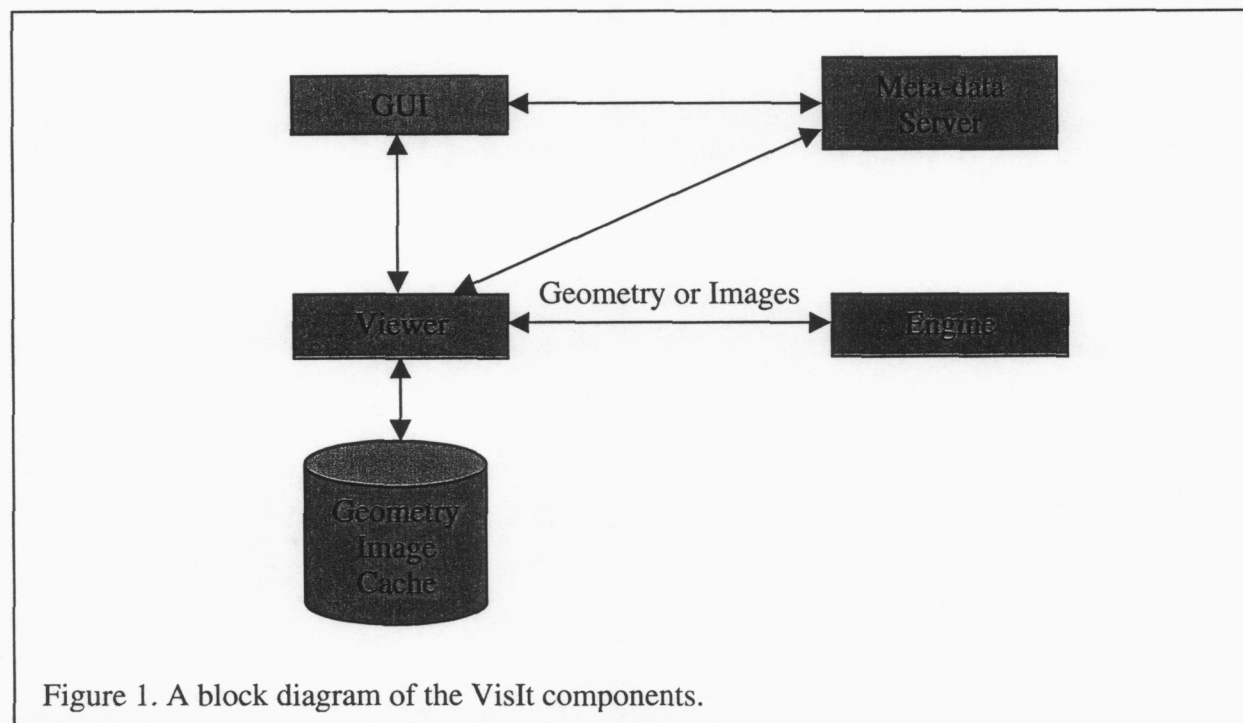 GUI
Meta-data
Server
Geometry or Images
Viewer
Engine
Geometry
Image
Cache
Figure 1. A block diagram of the VisIt components.